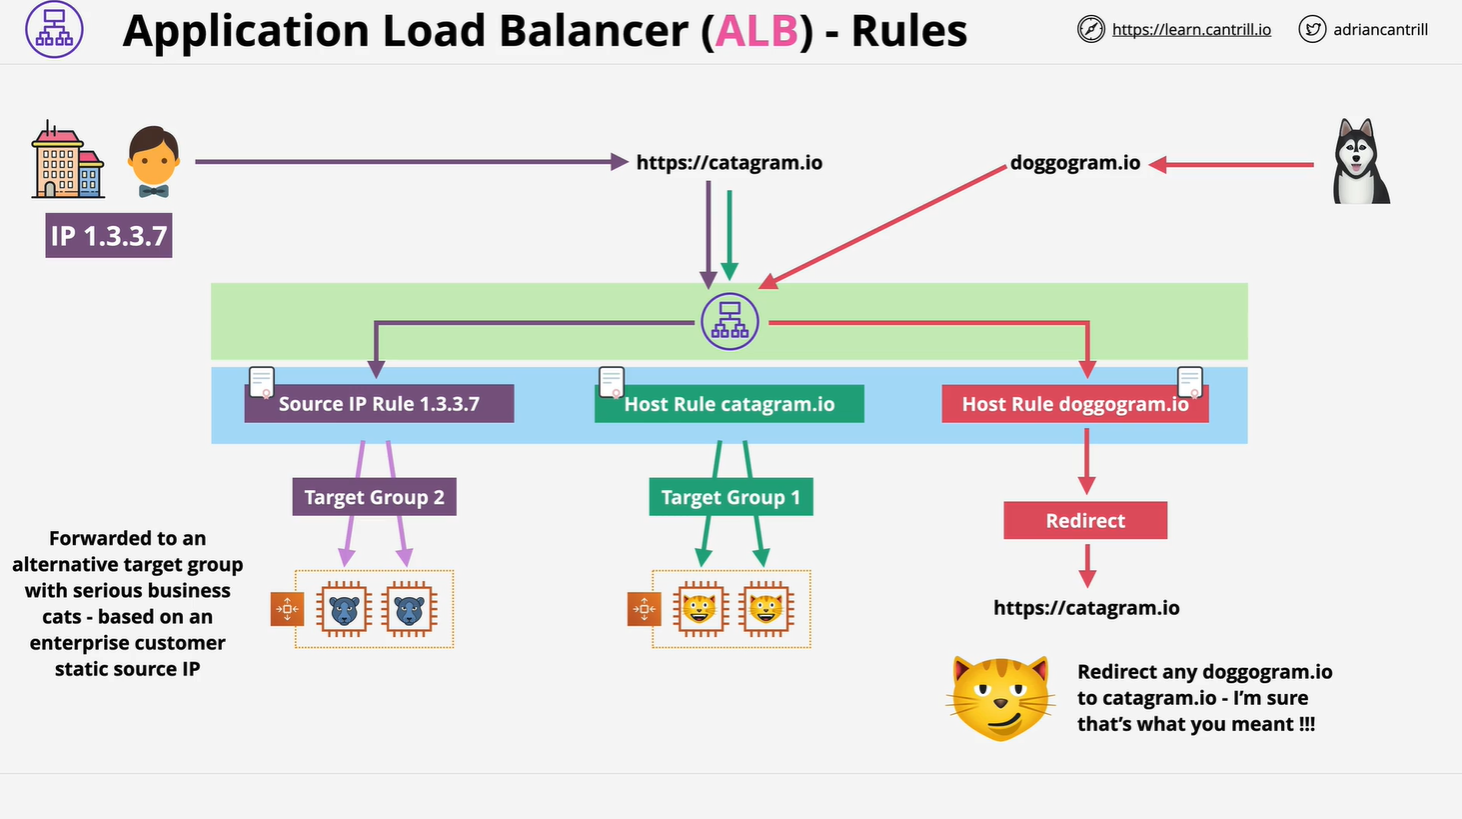 Application Load Balancer (ALB) - Rules
https://learn.cantrill.io
adriancantrill
https://catagram.io
doggogram.io
IP 1.3.3.7
Source IP Rule 1.3.3.7
Host Rule catagram.io
Host Rule doggogram.io
Target Group 2
Target Group 1
Redirect
Forwarded to an
alternative target group
with serious business
cats - based on an
enterprise customer
static source IP
https://catagram.io
Redirect any doggogram.io
to catagram.io - I'm sure
that's what you meant !!!